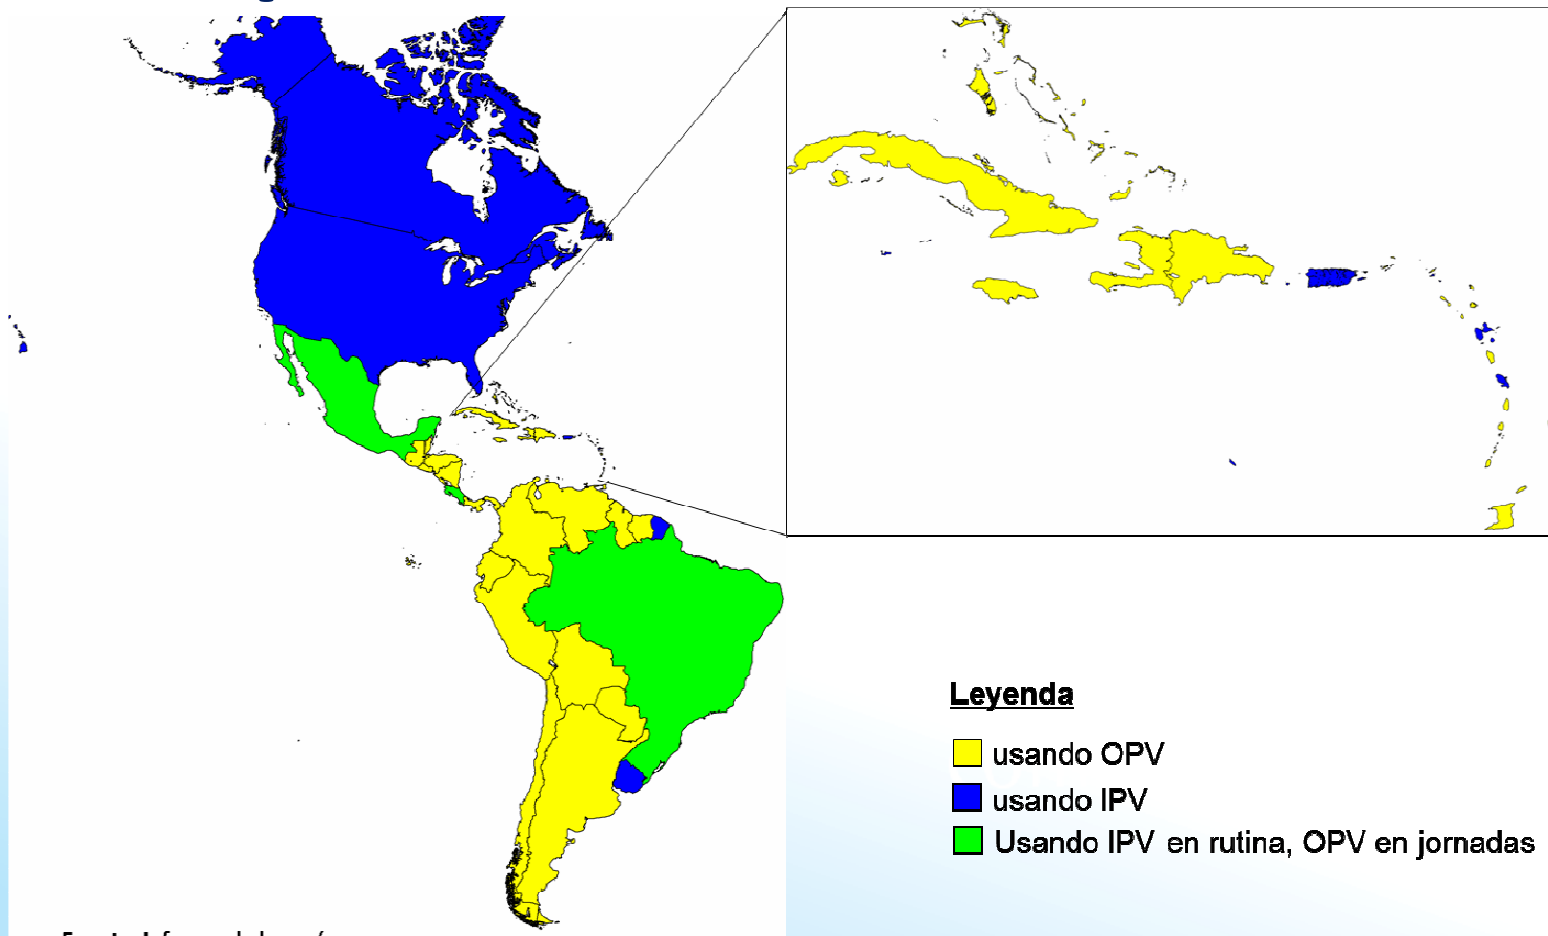 Leyenda
usando OPV
usando IPV
Usando IPV en rutina, OPV en jornadas